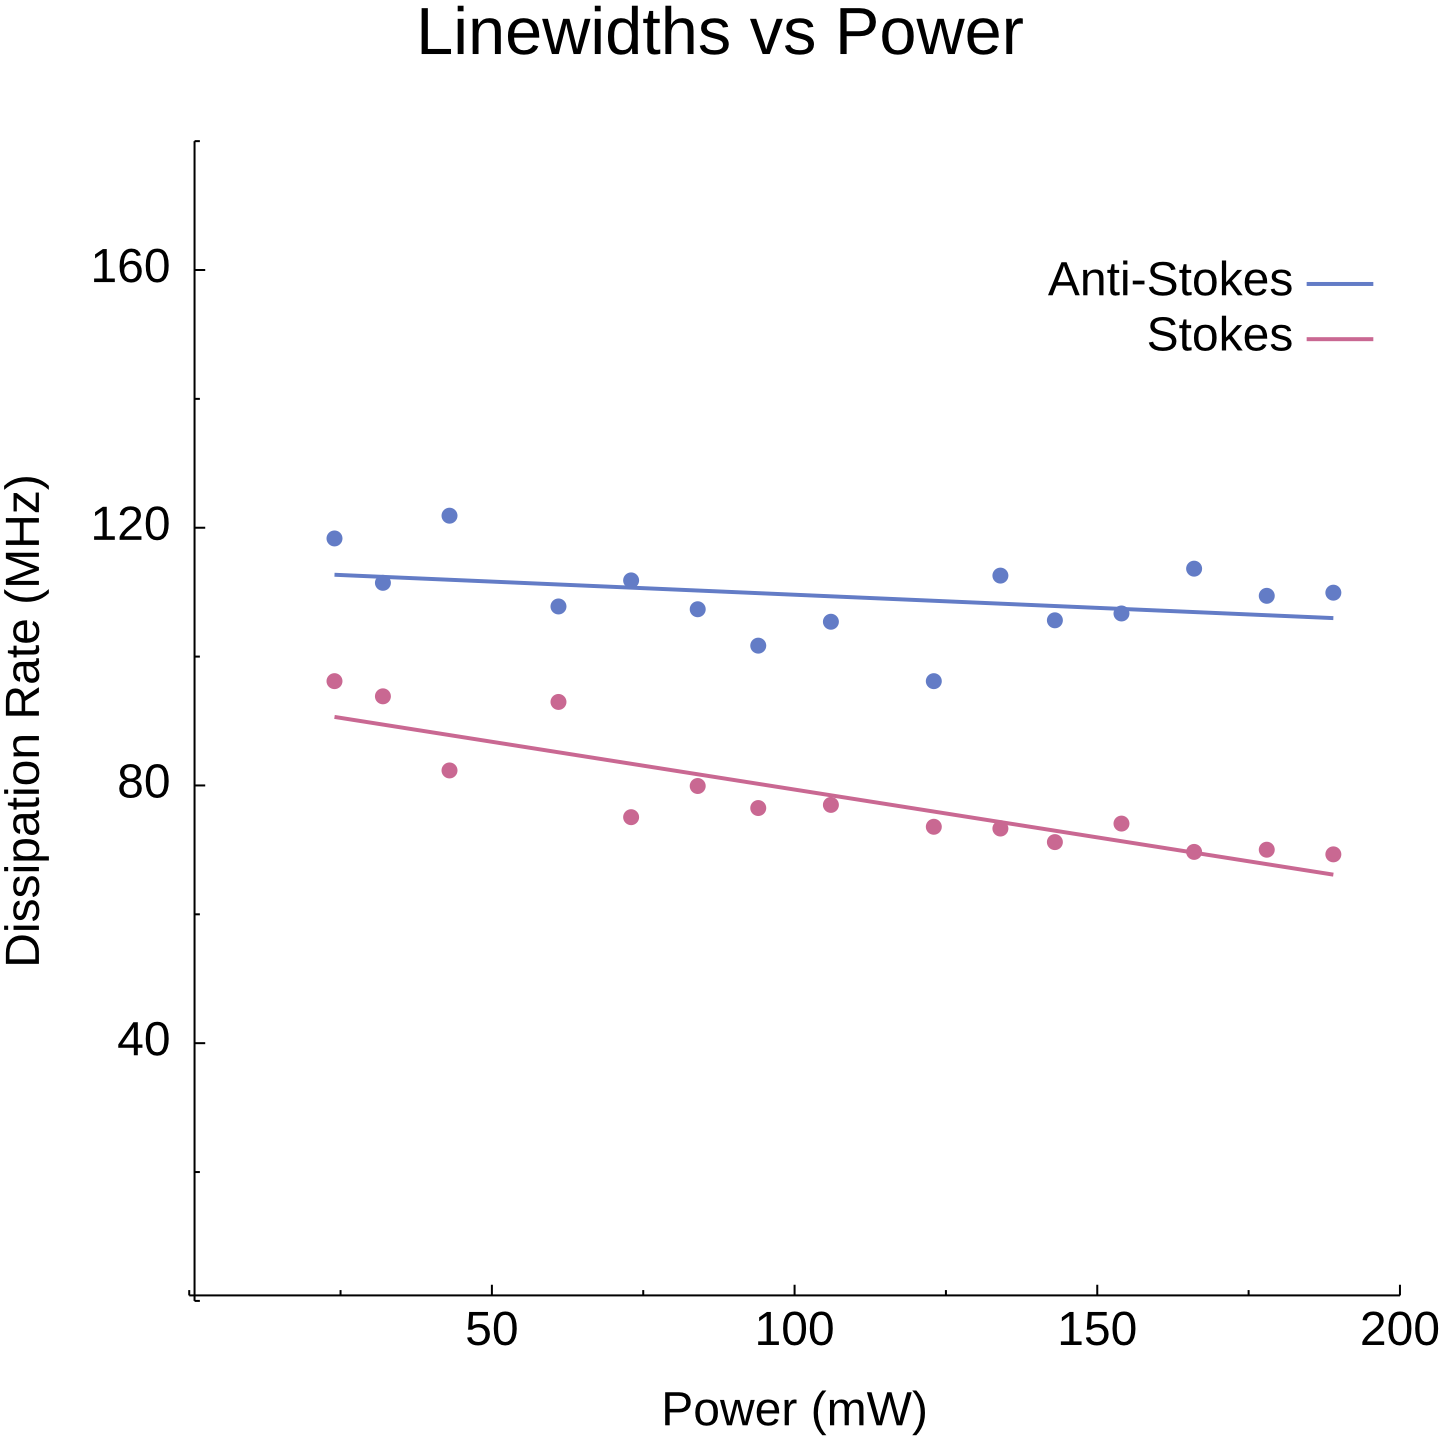 Linewidths vs Power
160
120
80
40
Dissipation Rate (MHz)
Anti-Stokes
Stokes
50 100 150 200
Power (mW)